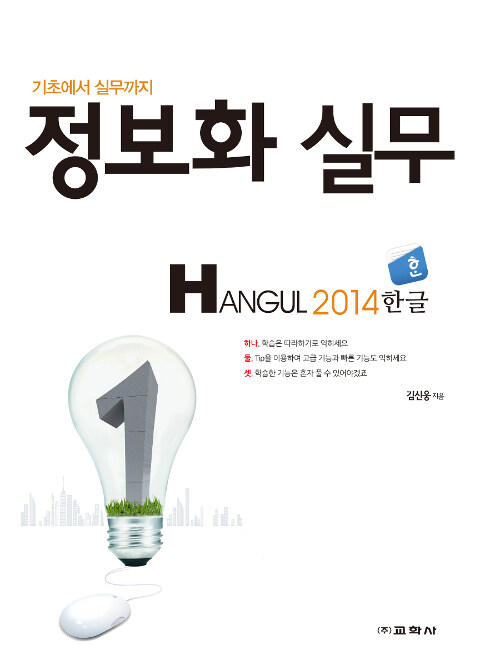 기초에서 실무까지
정보화 실무
한
HANGUL 2014 한글
하나, 학습은 따라하기로 익히세요
둘, Tip을 이용하여 고급 기능과 빠른 기능도 익히세요
셋, 학습한 기능은 혼자 풀 수 있어야겠죠
김신웅 지음
1
(주) 교학사